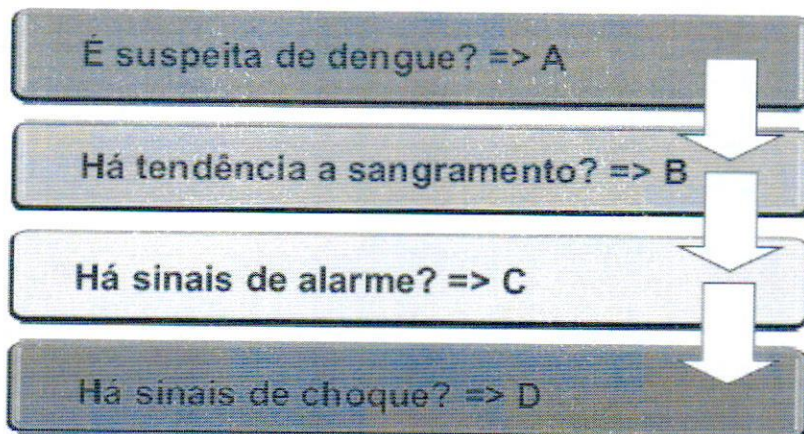 É suspeita de dengue? => A
Há tendência a sangramento? => B
Há sinais de alarme? => C
Há sinais de choque? => D